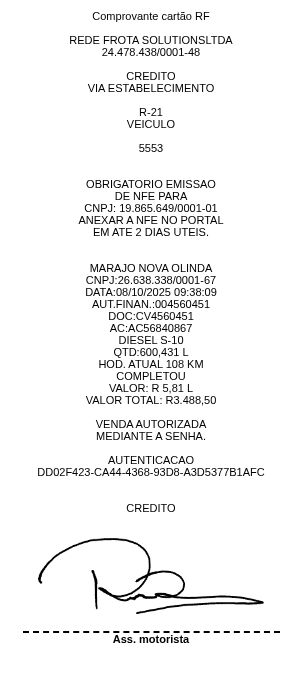 Comprovante cartão RF
REDE FROTA SOLUTIONSLTDA
24.478.438/0001-48
CREDITO
VIA ESTABELECIMENTO
R-21
VEICULO
5553
OBRIGATORIO EMISSAO
DE NFE PARA
CNPJ: 19.865.649/0001-01
ANEXAR A NFE NO PORTAL
EM ATE 2 DIAS UTEIS.
MARAJO NOVA OLINDA
CNPJ:26.638.338/0001-67
DATA:08/10/2025 09:38:09
AUT.FINAN.:004560451
DOC:CV4560451
AC:AC56840867
DIESEL S-10
QTD:600,431 L
HOD. ATUAL 108 KM
COMPLETOU
VALOR: R 5,81 L
VALOR TOTAL: R3.488,50
VENDA AUTORIZADA
MEDIANTE A SENHA.
AUTENTICACAO
DD02F423-CA44-4368-93D8-A3D5377B1AFC
CREDITO
Ass. motorista